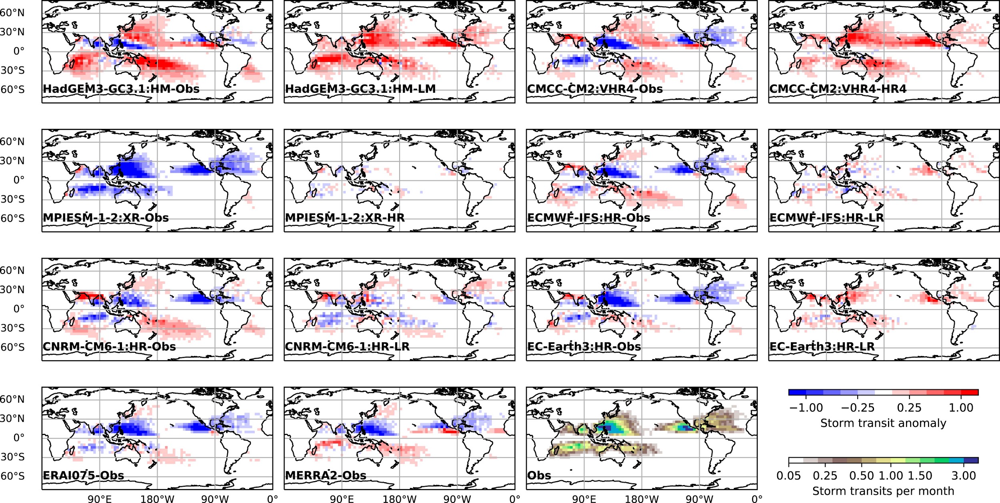 60°N
30°N
0°
30°S
60°S
HadGEM3-GC3.1:HM-Obs
HadGEM3-GC3.1:HM-LM
CMCC-CM2:VHR4-Obs
CMCC-CM2:VHR4-HR4
60°N
30°N
0°
30°S
60°S
MPIESM-1-2:XR-Obs
MPIESM-1-2:XR-HR
ECMWF-IFS:HR-Obs
ECMWF-IFS:HR-LR
60°N
30°N
0°
30°S
60°S
CNRM-CM6-1:HR-Obs
CNRM-CM6-1:HR-LR
EC-Earth3:HR-Obs
EC-Earth3:HR-LR
60°N
30°N
0°
30°S
60°S
ERAI075-Obs
MERRA2-Obs
Obs
−1.00 −0.25 0.25 1.00
Storm transit anomaly
0.05 0.25 0.50 1.00 1.50 3.00
Storm transits per month
90°E 180°W 90°W 0°
90°E 180°W 90°W 0°
90°E 180°W 90°W 0°